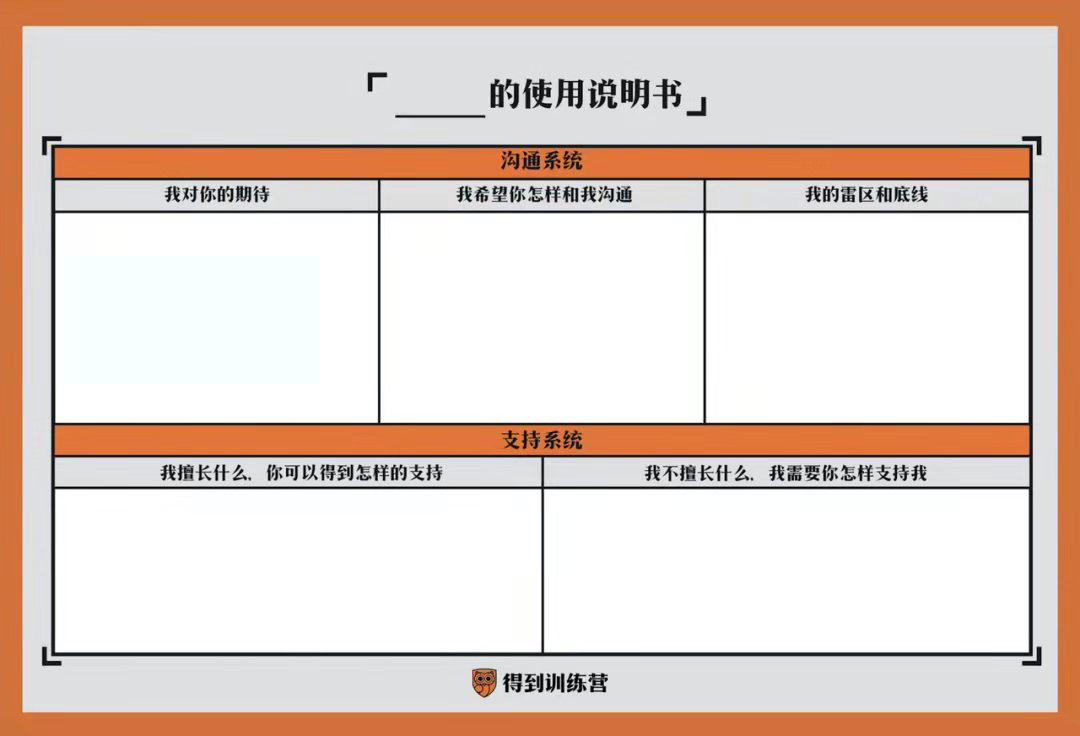 「_____的使用说明书」
沟通系统
我对你的期待 我希望你怎样和我沟通 我的雷区和底线
支持系统
我擅长什么，你可以得到怎样的支持 我不擅长什么，我需要你怎样支持我
得到训练营